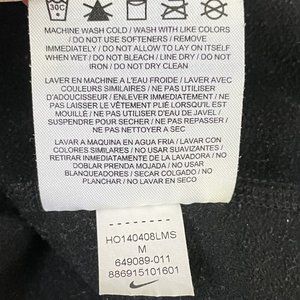 30C
MACHINE WASH COLD / WASH WITH LIKE COLORS
/ DO NOT USE SOFTENERS / REMOVE
IMMEDIATELY / DO NOT ALLOW TO LAY ON ITSELF
WHEN WET / DO NOT BLEACH / LINE DRY / DO NOT
IRON / DO NOT DRY CLEAN
LAVER EN MACHINE A L'EAU FROIDE / LAVER AVEC
COULEURS SIMILAIRES / NE PAS UTILISER
D'ADOUCISSEUR / ENLEVER IMMEDIATEMENT / NE
PAS LAISSER LE VETEMENT PLIE LORSQU'IL EST
MOUILLÉ / NE PAS UTILISER D'EAU DE JAVEL /
SUSPENDRE POUR SECHER / NE PAS REPASSER /
NE PAS NETTOYER A SEC
LAVAR A MAQUINA EN AGUA FRIA / LAVAR CON
COLORES SIMILARES / NO USAR SUAVIZANTES /
RETIRAR INMEDIATAMENTE DE LA LAVADORA / NO
DOBLAR PRENDA MOJADA / NO USAR
BLANQUEADORES / SECAR COLGADO / NO
PLANCHAR / NO LAVAR EN SECO
HO140408LMS
M
649089-011
886915101601